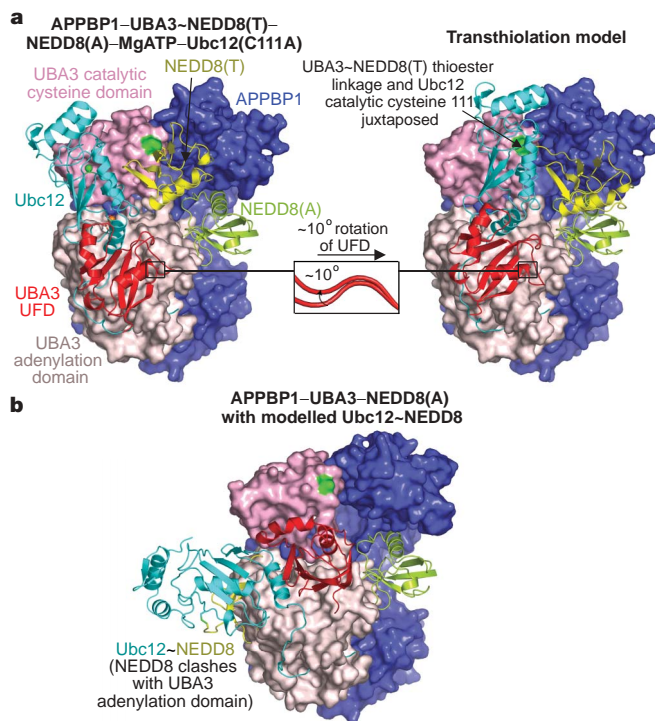 a
APPBP1–UBA3~NEDD8(T)–
NEDD8(A)–MgATP–Ubc12(C111A)
NEDD8(T)
UBA3 catalytic
cysteine domain
APPBP1
Ubc12
NEDD8(A)
UBA3
UFD
UBA3
adenylation
domain
~10° rotation
of UFD
~10°
Transthiolation model
UBA3~NEDD8(T) thioester
linkage and Ubc12
catalytic cysteine 111
juxtaposed
b
APPBP1–UBA3–NEDD8(A)
with modelled Ubc12~NEDD8
Ubc12~NEDD8
(NEDD8 clashes
with UBA3
adenylation domain)